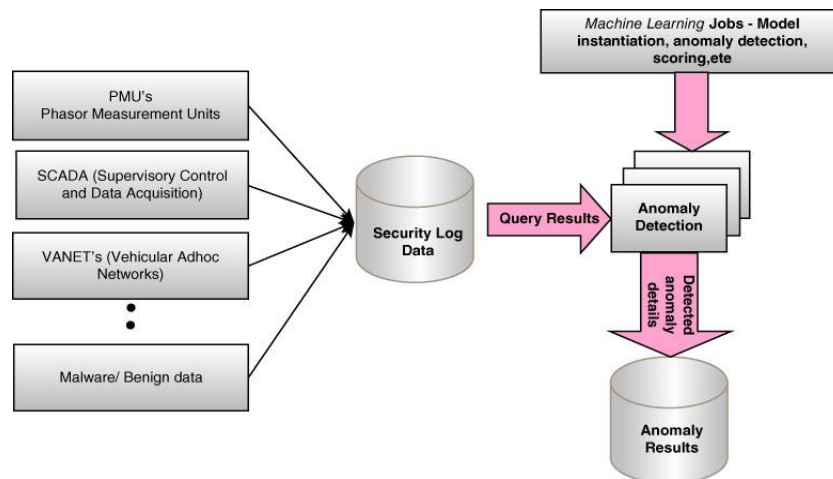 Machine Learning Jobs - Model
instantiation, anomaly detection,
scoring,ete
PMU's
Phasor Measurement Units
SCADA (Supervisory Control
and Data Acquisition)
VANET's (Vehicular Adhoc
Networks)
Malware/ Benign data
Security Log
Data
Query Results
Anomaly
Detection
Detected
anomaly
details
Anomaly
Results